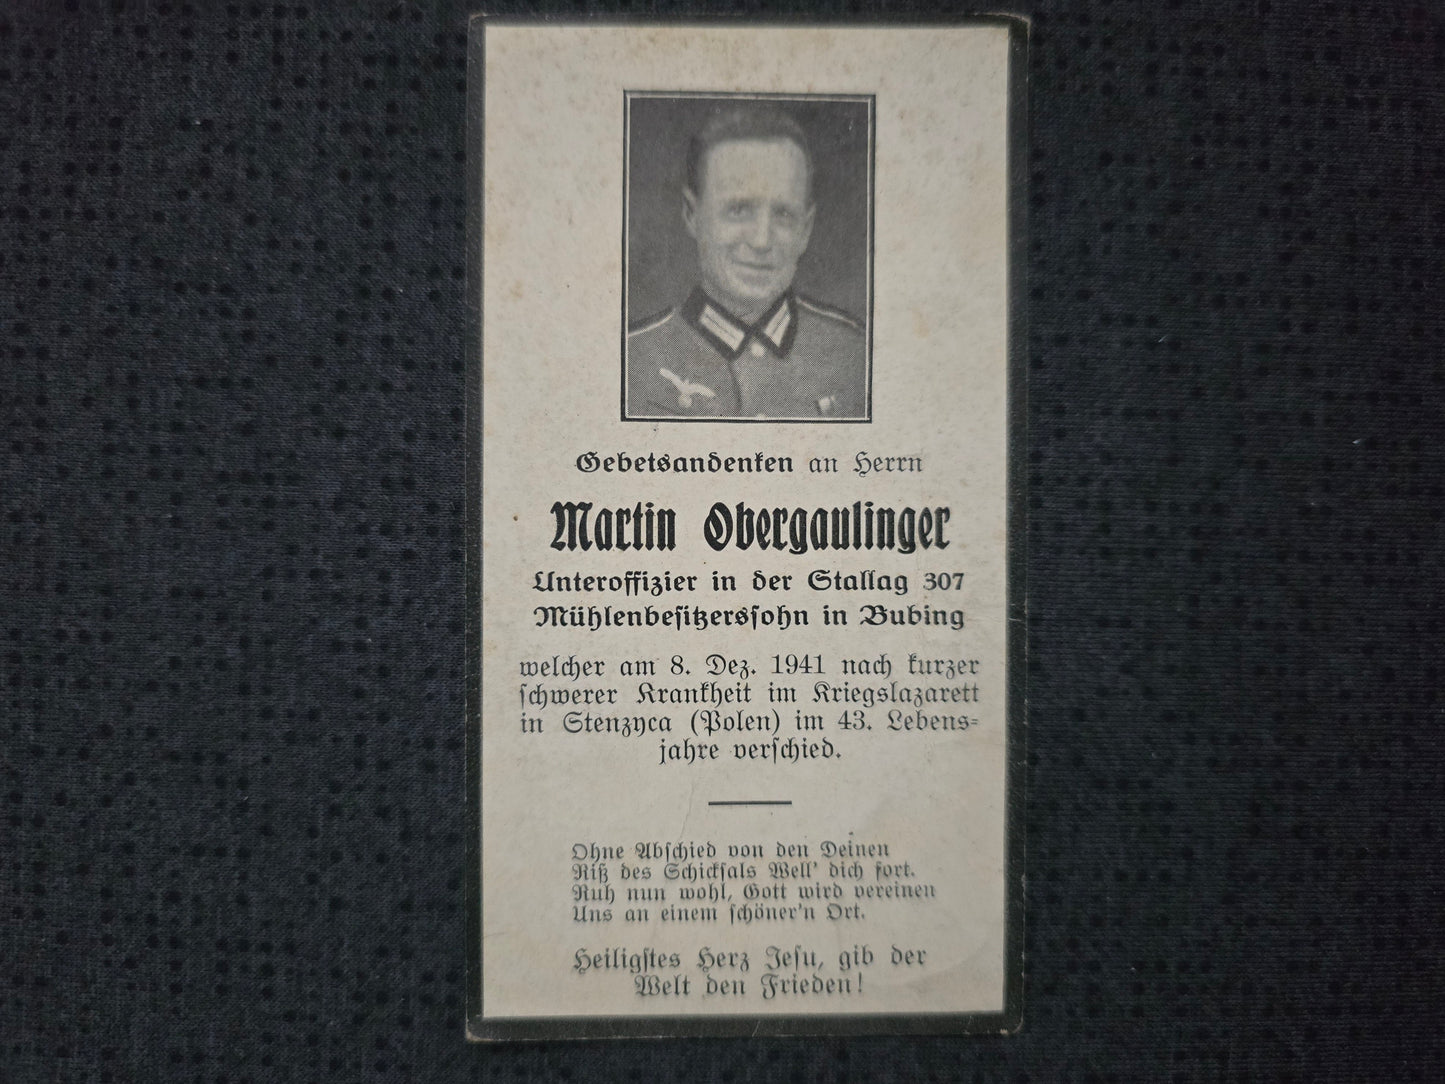 Gebetsandenken an Herrn
Martin Obergaulinger
Unteroffizier in der Stallag 307
Mühlenbesitzerssohn in Bubing
welcher am 8. Dez. 1941 nach kurzer
schwerer Krankheit im Kriegslazarett
in Stenzyca (Polen) im 43. Lebens-
jahre verschied.
Ohne Abschied von den Deinen
Riß des Schicksals Well' dich fort.
Ruh nun wohl, Gott wird vereinen
Uns an einem schöner'n Ort.
Heiligstes Herz Jesu, gib der
Welt den Frieden!